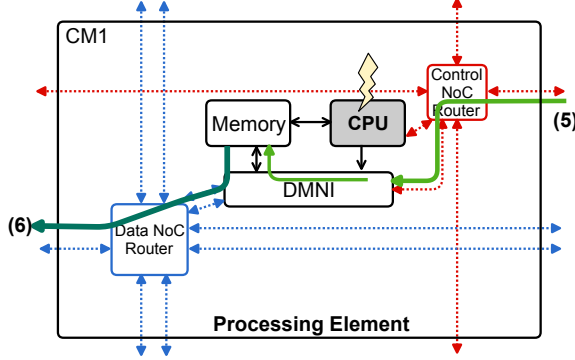 CM1
Control
NoC
Router
(5)
Memory
CPU
DMNI
(6)
Data NoC
Router
Processing Element